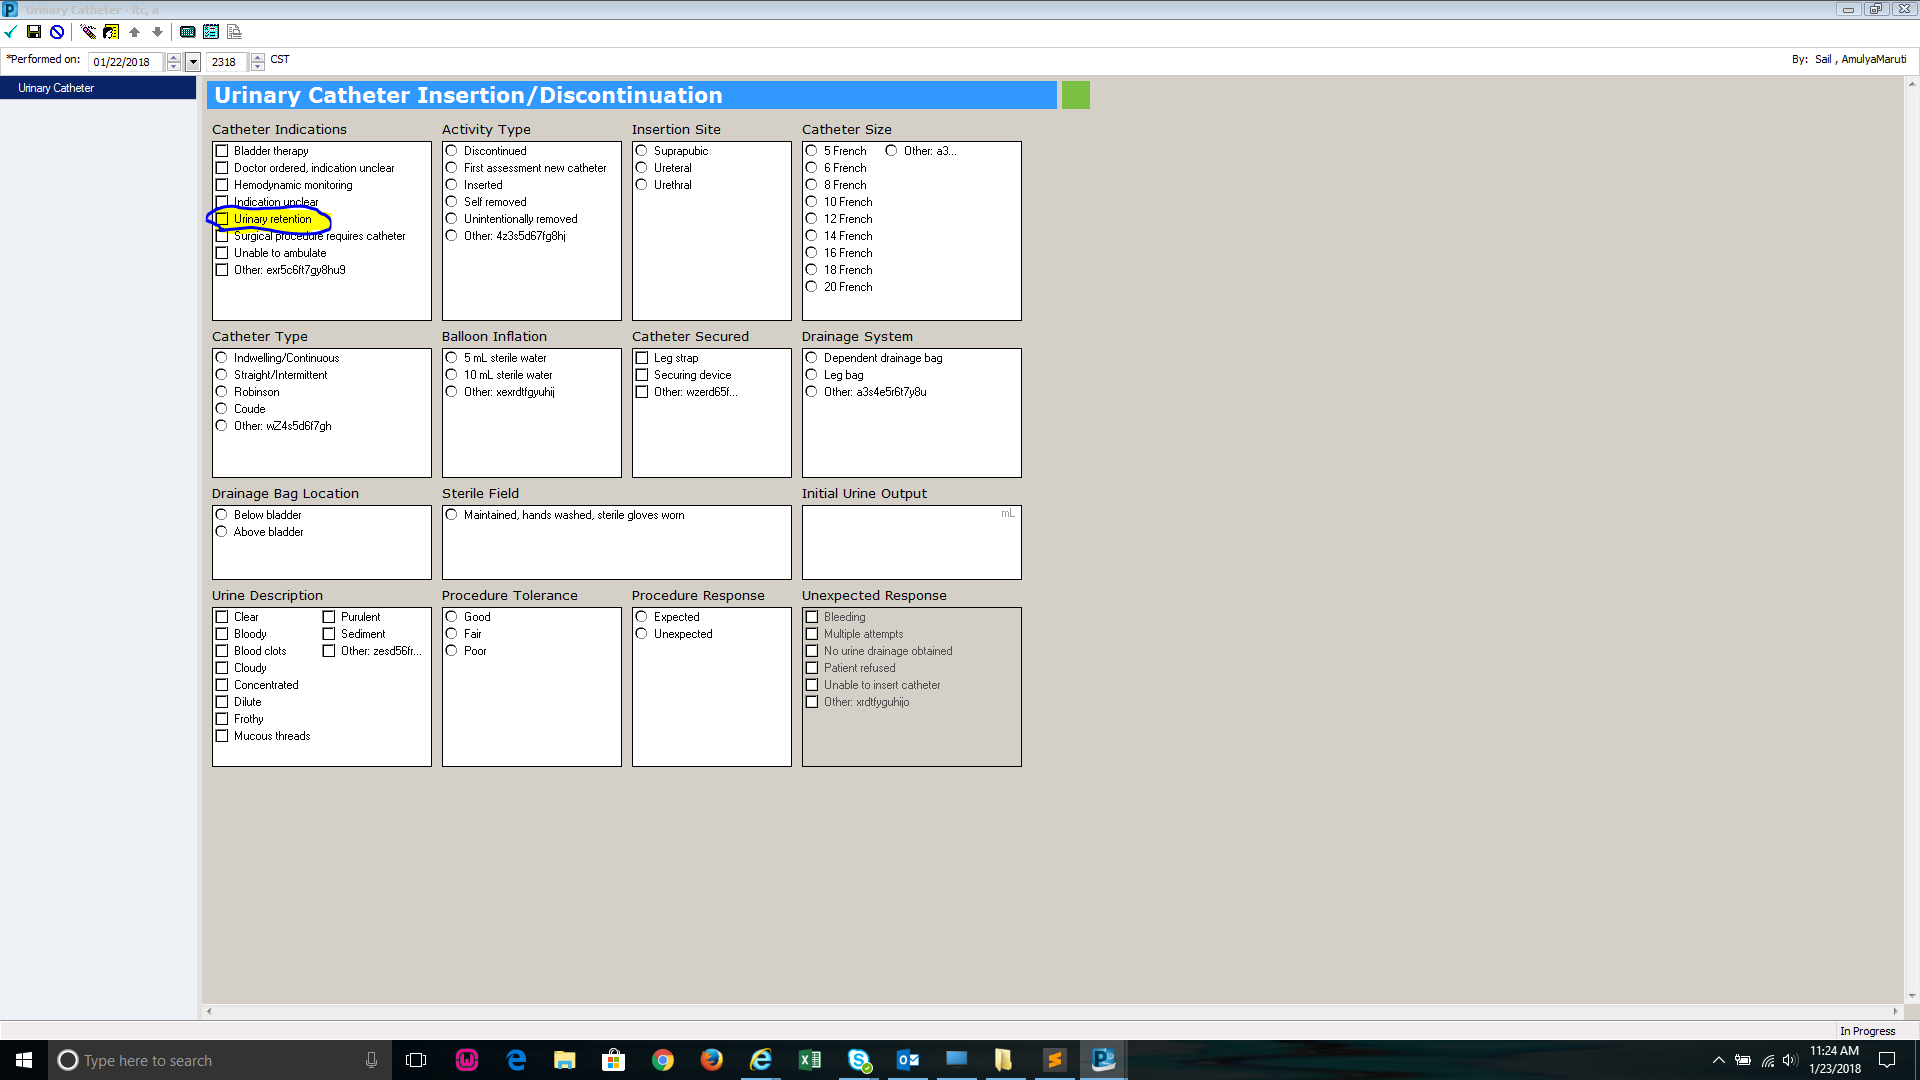 Urinary Catheter - ltc, a
*Performed on: 01/22/2018 2318 CST By: Sail , AmulyaMaruti
Urinary Catheter
Urinary Catheter Insertion/Discontinuation
Catheter Indications
Bladder therapy
Doctor ordered, indication unclear
Hemodynamic monitoring
Indication unclear
Urinary retention
Surgical procedure requires catheter
Unable to ambulate
Other: exr5c6ft7gy8hu9
Activity Type
Discontinued
First assessment new catheter
Inserted
Self removed
Unintentionally removed
Other: 4z3s5d67fg8hj
Insertion Site
Suprapubic
Ureteral
Urethral
Catheter Size
5 French Other: a3...
6 French
8 French
10 French
12 French
14 French
16 French
18 French
20 French
Catheter Type
Indwelling/Continuous
Straight/Intermittent
Robinson
Coude
Other: wZ4s5d6f7gh
Balloon Inflation
5 mL sterile water
10 mL sterile water
Other: xexrdtfgyuhij
Catheter Secured
Leg strap
Securing device
Other: wzerd65f...
Drainage System
Dependent drainage bag
Leg bag
Other: a3s4e5r6t7y8u
Drainage Bag Location
Below bladder
Above bladder
Sterile Field
Maintained, hands washed, sterile gloves worn
Initial Urine Output
mL
Urine Description
Clear Purulent
Bloody Sediment
Blood clots Other: zesd56fr...
Cloudy
Concentrated
Dilute
Frothy
Mucous threads
Procedure Tolerance
Good
Fair
Poor
Procedure Response
Expected
Unexpected
Unexpected Response
Bleeding
Multiple attempts
No urine drainage obtained
Patient refused
Unable to insert catheter
Other: xrdtfyguhijo
In Progress
Type here to search
11:24 AM
1/23/2018